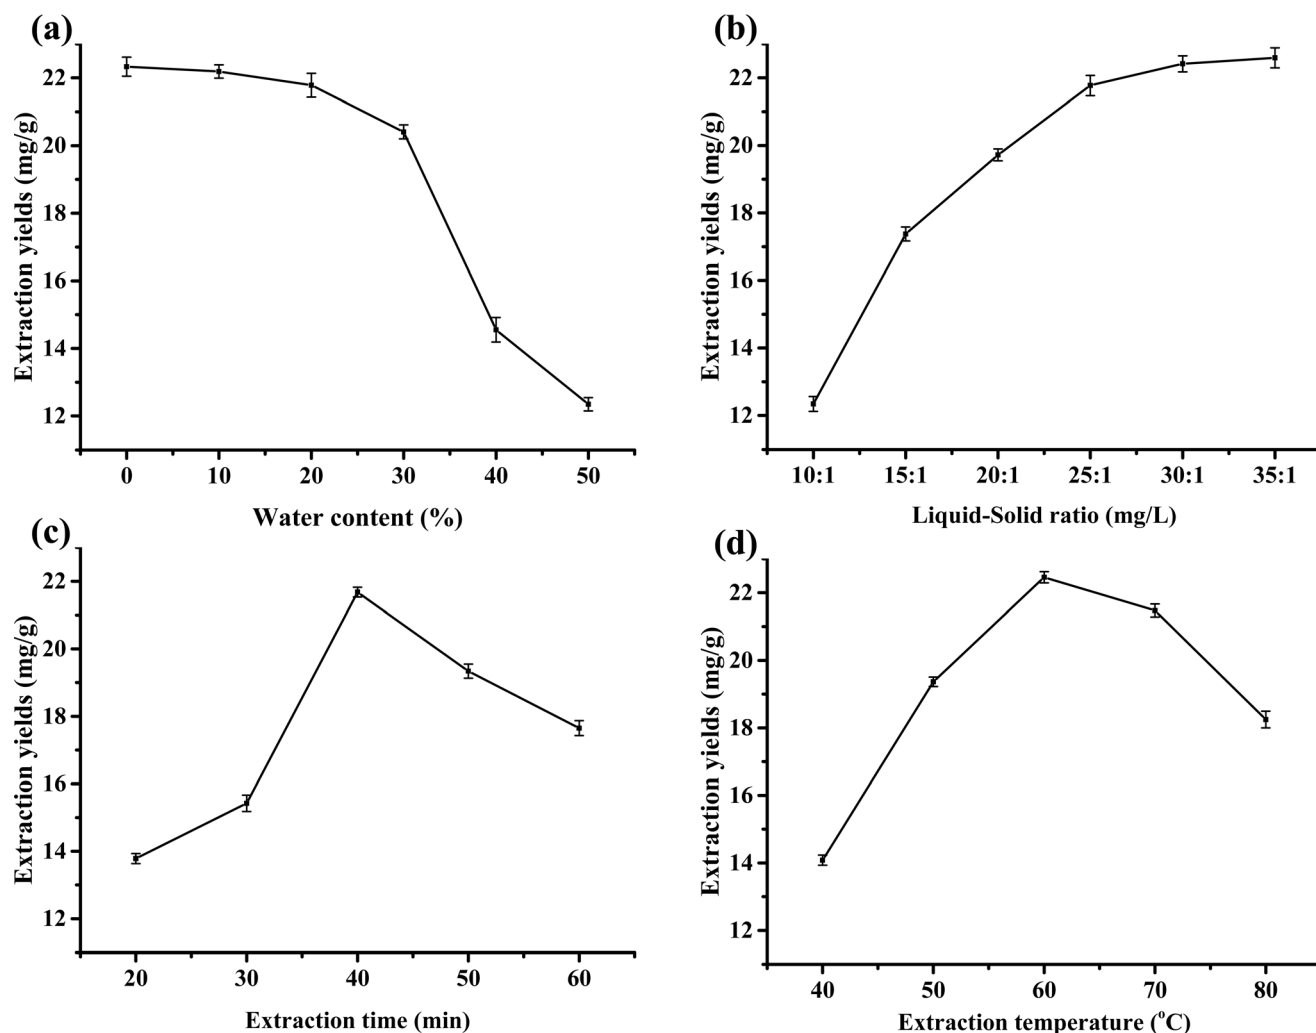 (a)
Extraction yields (mg/g)
22
20
18
16
14
12
0 10 20 30 40 50
Water content (%)
(b)
Extraction yields (mg/g)
22
20
18
16
14
12
10:1 15:1 20:1 25:1 30:1 35:1
Liquid-Solid ratio (mg/L)
(c)
Extraction yields (mg/g)
22
20
18
16
14
12
20 30 40 50 60
Extraction time (min)
(d)
Extraction yields (mg/g)
22
20
18
16
14
12
40 50 60 70 80
Extraction temperature (°C)